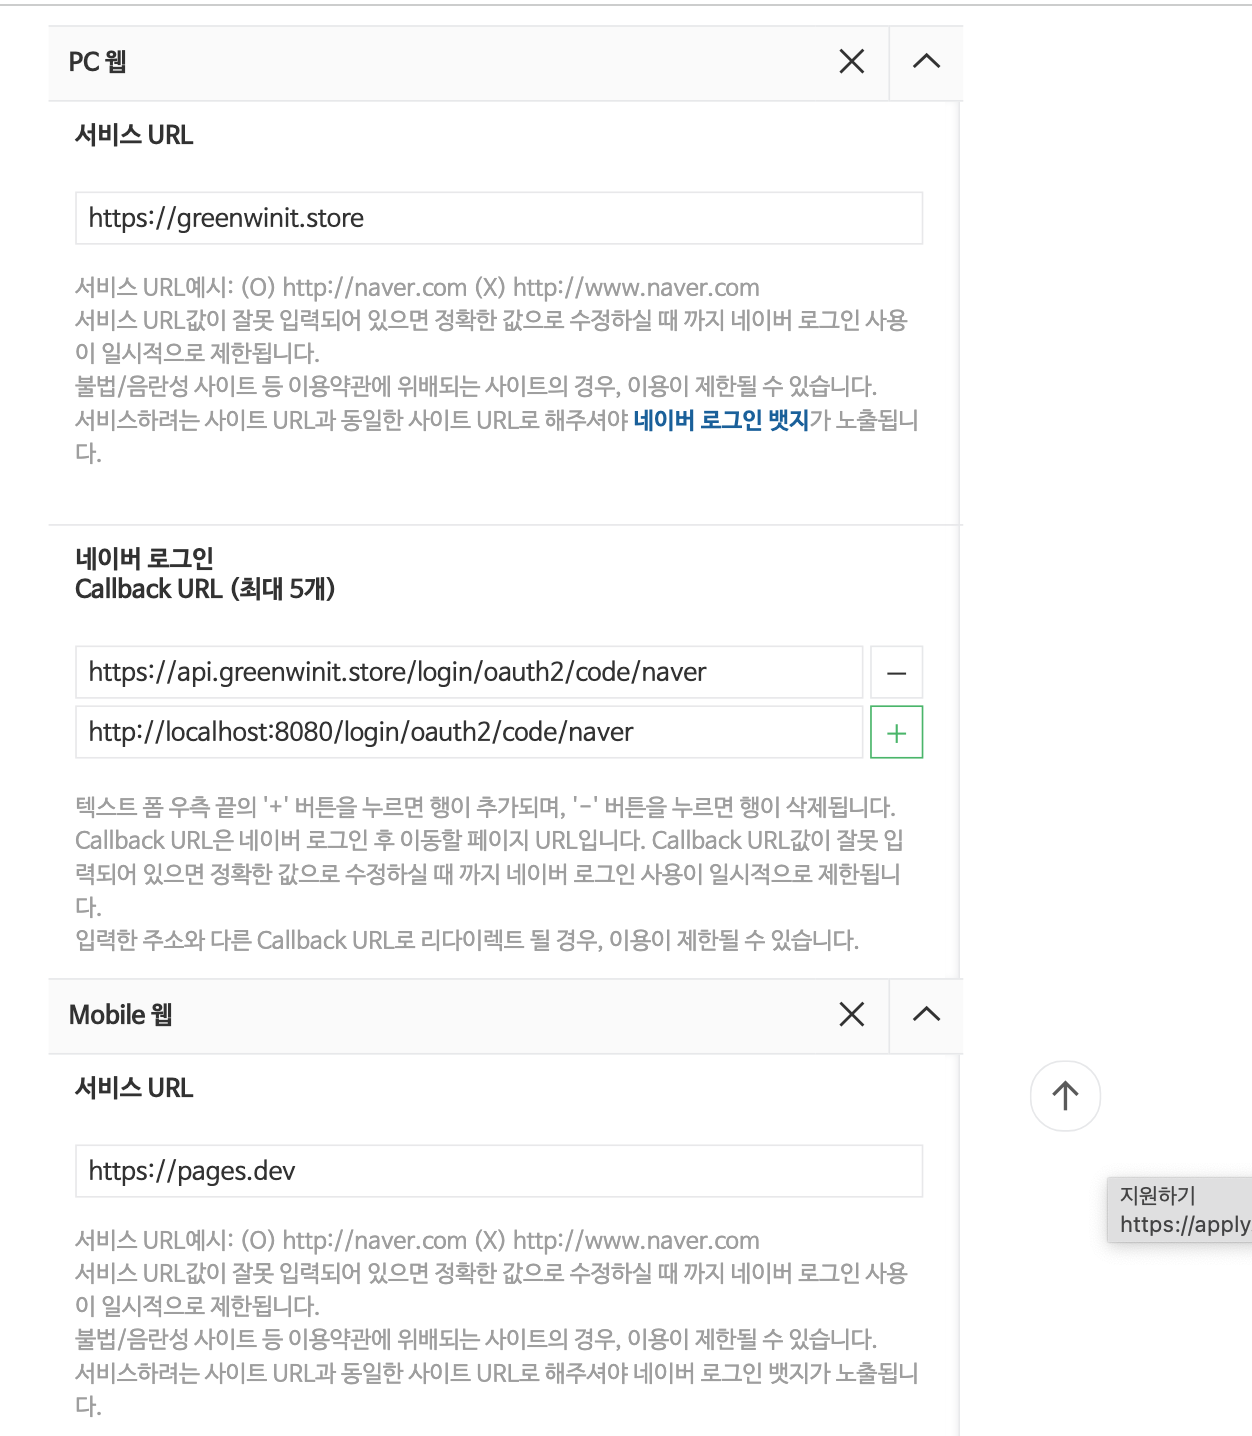 PC 웹
서비스 URL
https://greenwinit.store
서비스 URL예시: (O) http://naver.com (X) http://www.naver.com
서비스 URL값이 잘못 입력되어 있으면 정확한 값으로 수정하실 때 까지 네이버 로그인 사용
이 일시적으로 제한됩니다.
불법/음란성 사이트 등 이용약관에 위배되는 사이트의 경우, 이용이 제한될 수 있습니다.
서비스하려는 사이트 URL과 동일한 사이트 URL로 해주셔야 네이버 로그인 뱃지가 노출됩니
다.
네이버 로그인
Callback URL (최대 5개)
https://api.greenwinit.store/login/oauth2/code/naver
http://localhost:8080/login/oauth2/code/naver
텍스트 폼 우측 끝의 '+' 버튼을 누르면 행이 추가되며, '-' 버튼을 누르면 행이 삭제됩니다.
Callback URL은 네이버 로그인 후 이동할 페이지 URL입니다. Callback URL값이 잘못 입
력되어 있으면 정확한 값으로 수정하실 때 까지 네이버 로그인 사용이 일시적으로 제한됩니
다.
입력한 주소와 다른 Callback URL로 리다이렉트 될 경우, 이용이 제한될 수 있습니다.
Mobile 웹
서비스 URL
https://pages.dev
지원하기
https://apply.
서비스 URL예시: (O) http://naver.com (X) http://www.naver.com
서비스 URL값이 잘못 입력되어 있으면 정확한 값으로 수정하실 때 까지 네이버 로그인 사용
이 일시적으로 제한됩니다.
불법/음란성 사이트 등 이용약관에 위배되는 사이트의 경우, 이용이 제한될 수 있습니다.
서비스하려는 사이트 URL과 동일한 사이트 URL로 해주셔야 네이버 로그인 뱃지가 노출됩니
다.